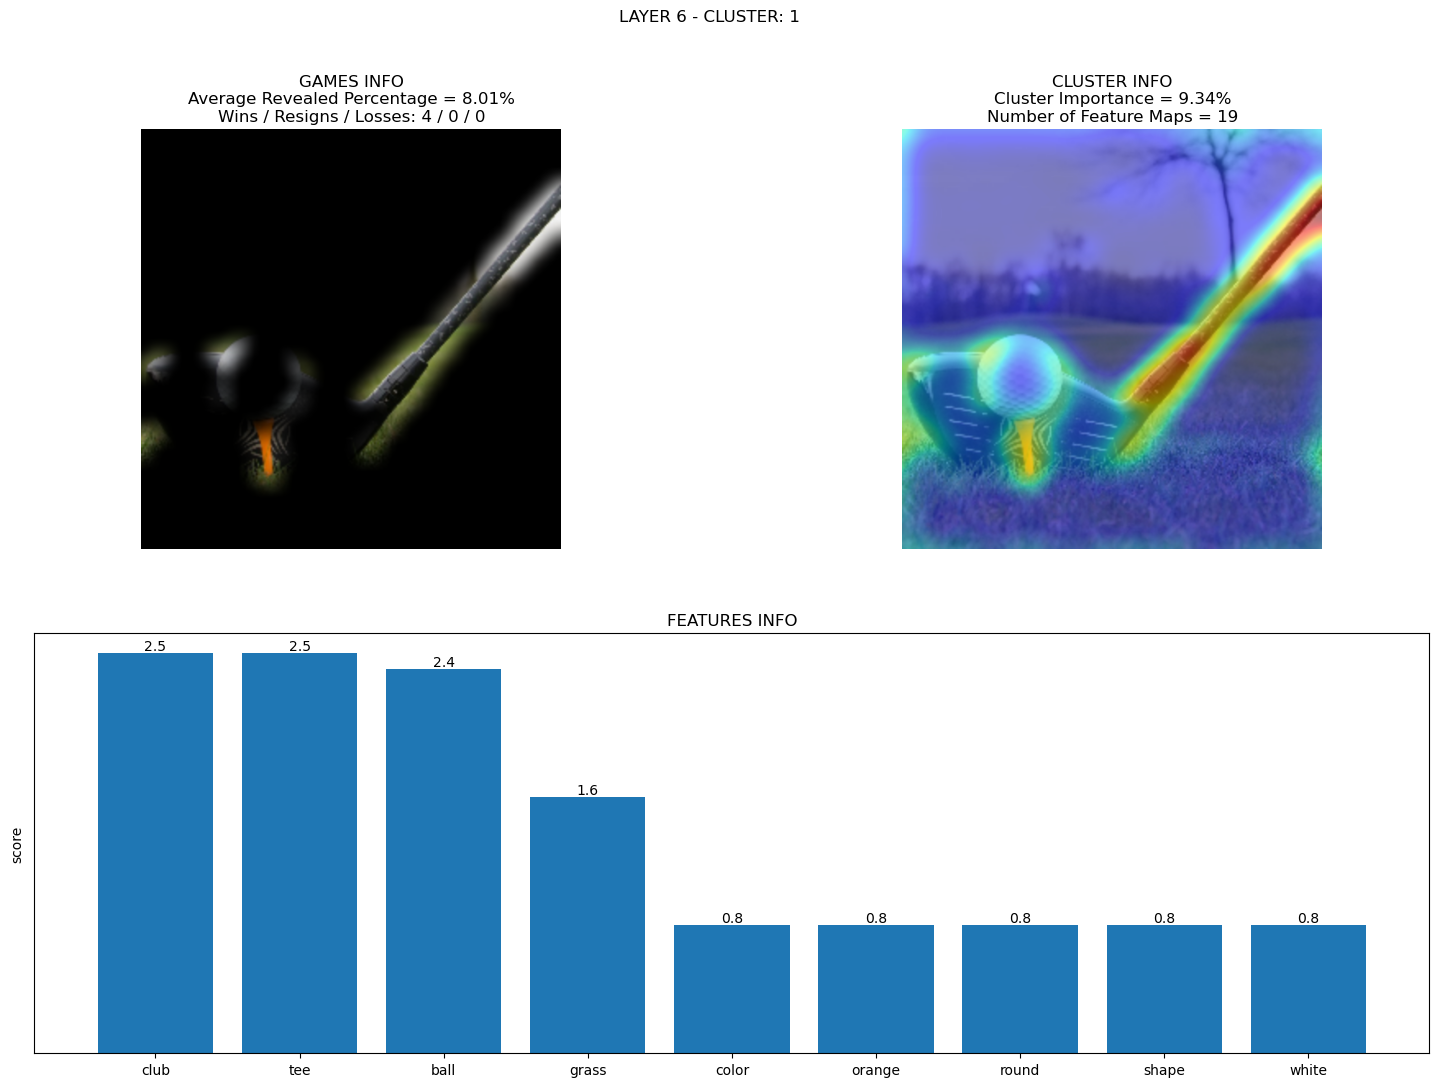 LAYER 6 - CLUSTER: 1
GAMES INFO
Average Revealed Percentage = 8.01%
Wins / Resigns / Losses: 4 / 0 / 0
CLUSTER INFO
Cluster Importance = 9.34%
Number of Feature Maps = 19
FEATURES INFO
score
2.5
2.5
2.4
1.6
0.8
0.8
0.8
0.8
0.8
club
tee
ball
grass
color
orange
round
shape
white